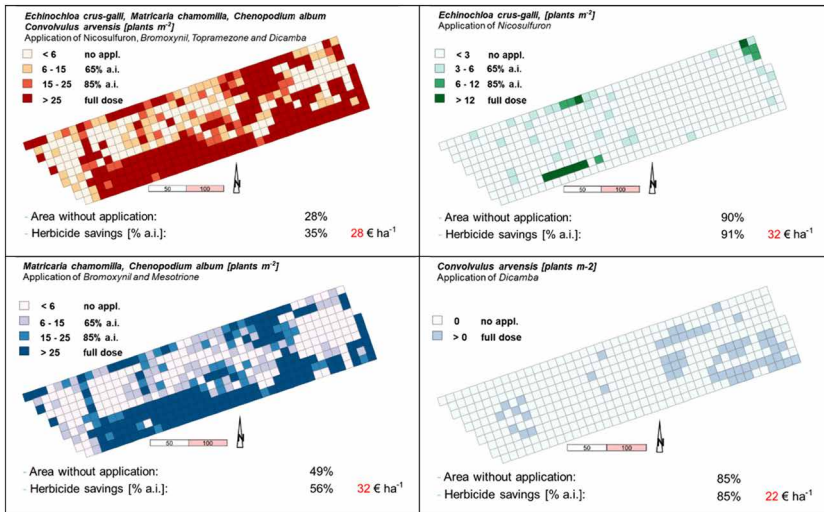 Echinochloa crus-galli, Matricaria chamomilla, Chenopodium album
Convolvulus arvensis [plants m-2]
Application of Nicosulfuron, Bromoxynil, Topramezone and Dicamba
< 6 no appl.
6 - 15 65% a.i.
15 - 25 85% a.i.
> 25 full dose
50 100
N
- Area without application: 28%
- Herbicide savings [% a.i.]: 35% 28 € ha-1
Echinochloa crus-galli, [plants m-2]
Application of Nicosulfuron
< 3 no appl.
3 - 6 65% a.i.
6 - 12 85% a.i.
> 12 full dose
50 100
N
- Area without application: 90%
- Herbicide savings [% a.i.]: 91% 32 € ha-1
Matricaria chamomilla, Chenopodium album [plants m-2]
Application of Bromoxynil and Mesotrione
< 6 no appl.
6 - 15 65% a.i.
15 - 25 85% a.i.
> 25 full dose
50 100
N
- Area without application: 49%
- Herbicide savings [% a.i.]: 56% 32 € ha-1
Convolvulus arvensis [plants m-2]
Application of Dicamba
0 no appl.
> 0 full dose
50 100
N
- Area without application: 85%
- Herbicide savings [% a.i.]: 85% 22 € ha-1